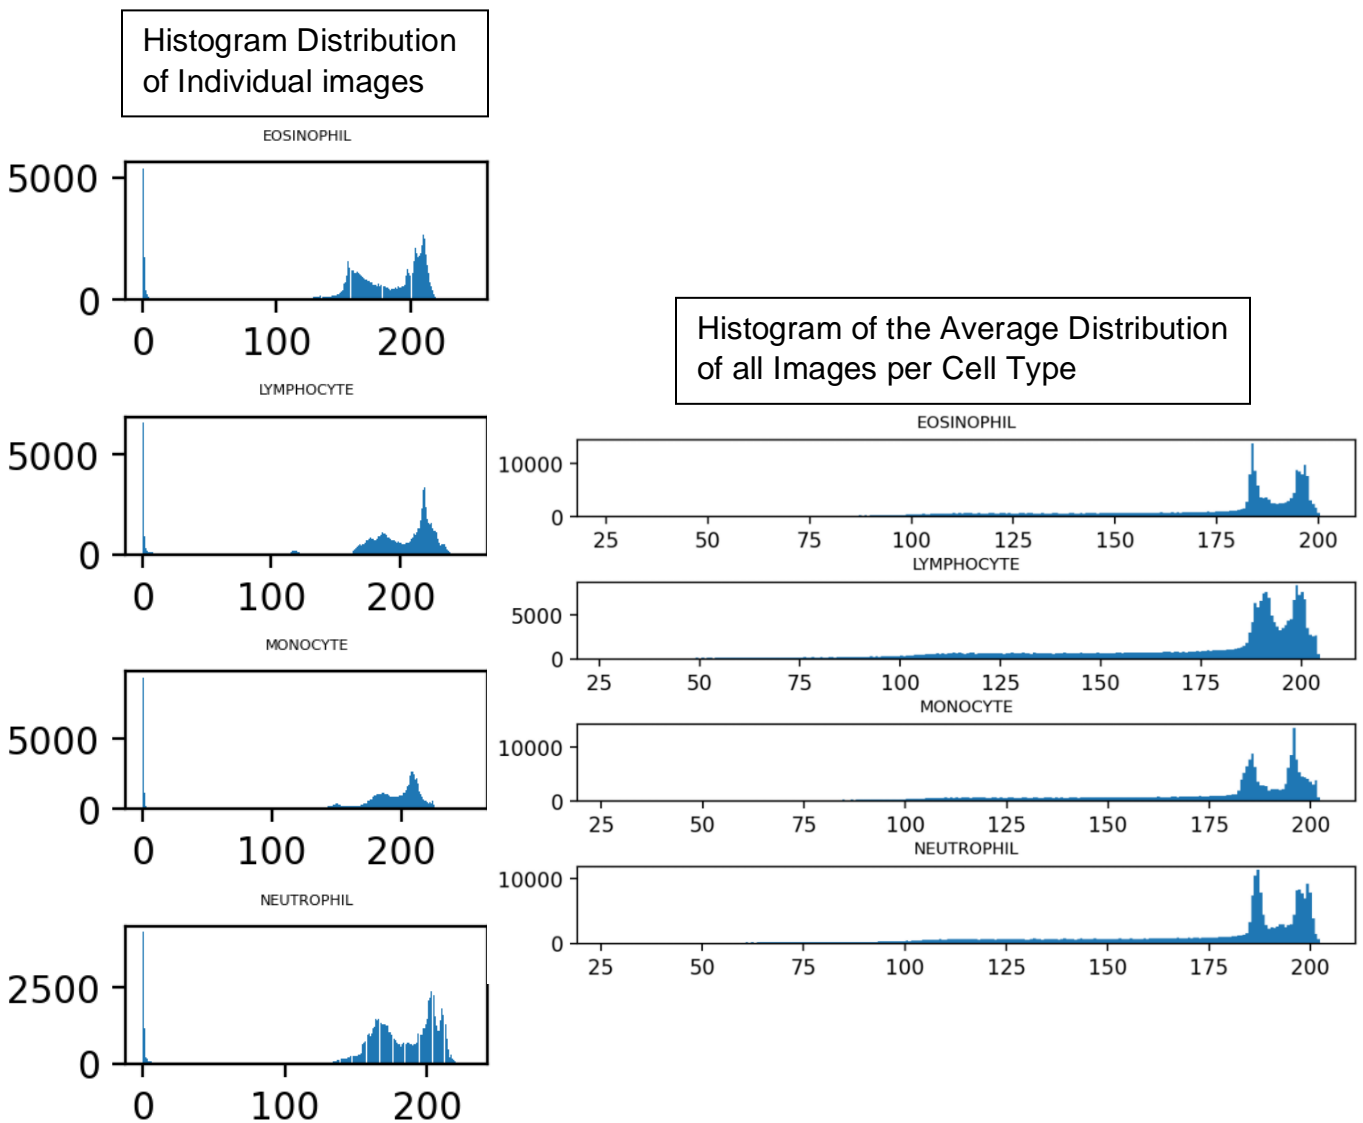 Histogram Distribution
of Individual images
EOSINOPHIL
5000
0
0 100 200
LYMPHOCYTE
5000
0
0 100 200
MONOCYTE
5000
0
0 100 200
NEUTROPHIL
2500
0
0 100 200
Histogram of the Average Distribution
of all Images per Cell Type
EOSINOPHIL
10000
0
25 50 75 100 125 150 175 200
LYMPHOCYTE
5000
0
25 50 75 100 125 150 175 200
MONOCYTE
10000
0
25 50 75 100 125 150 175 200
NEUTROPHIL
10000
0
25 50 75 100 125 150 175 200